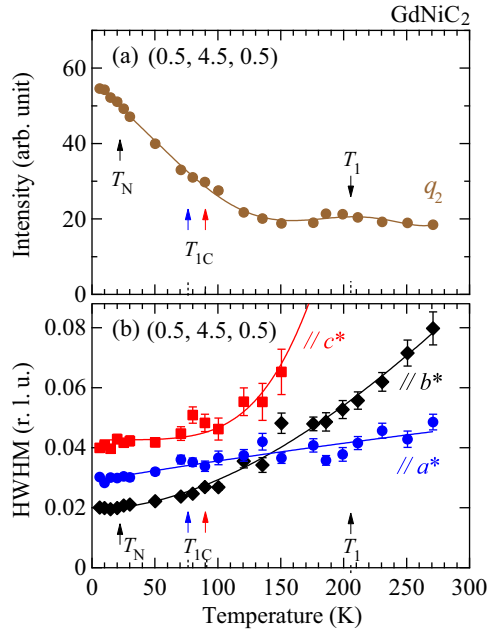 GdNiC2
(a) (0.5, 4.5, 0.5)
60
40
20
0
Intensity (arb. unit)
TN
T1C
T1
q2
(b) (0.5, 4.5, 0.5)
// c*
// b*
// a*
0.08
0.06
0.04
0.02
0.00
HWHM (r. l. u.)
TN
T1C
T1
0 50 100 150 200 250 300
Temperature (K)